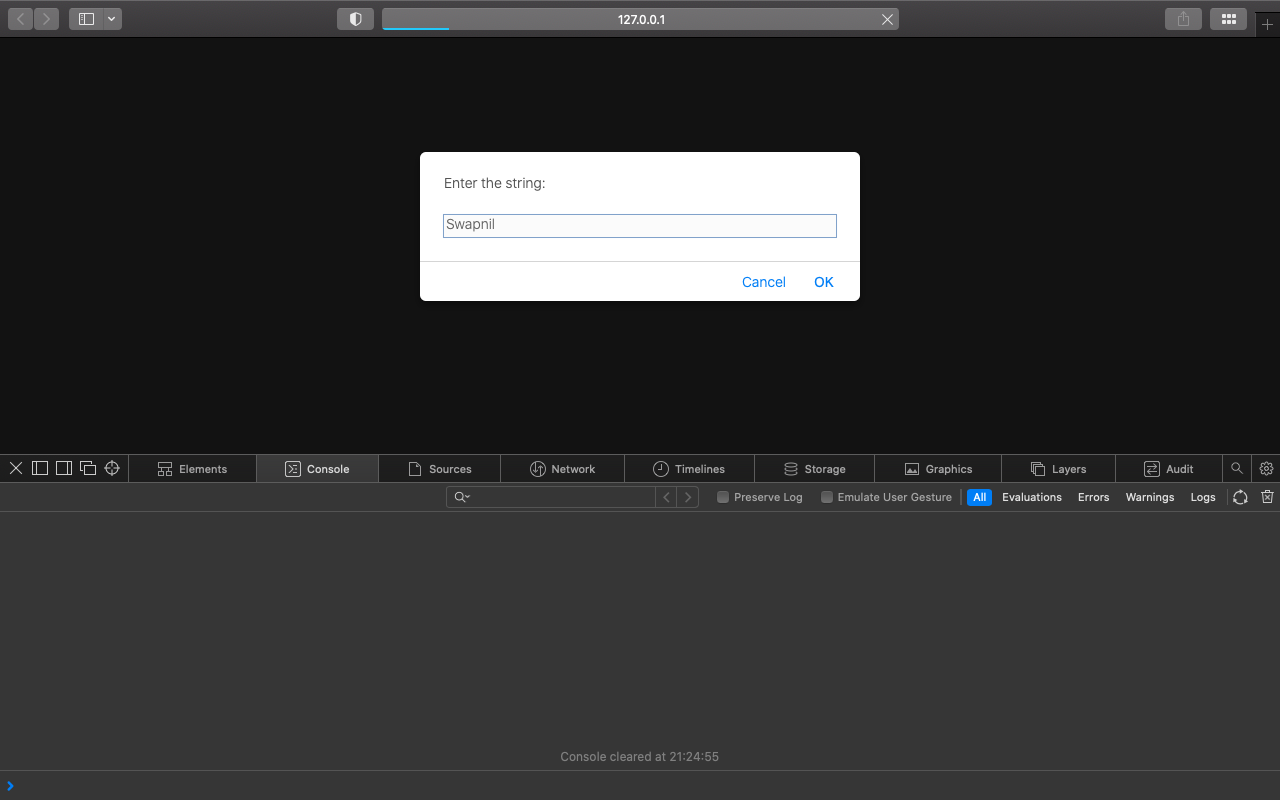 127.0.0.1
Enter the string:
Swapnil
Cancel OK
Elements Console Sources Network Timelines Storage Graphics Layers Audit
Preserve Log Emulate User Gesture All Evaluations Errors Warnings Logs
Console cleared at 21:24:55